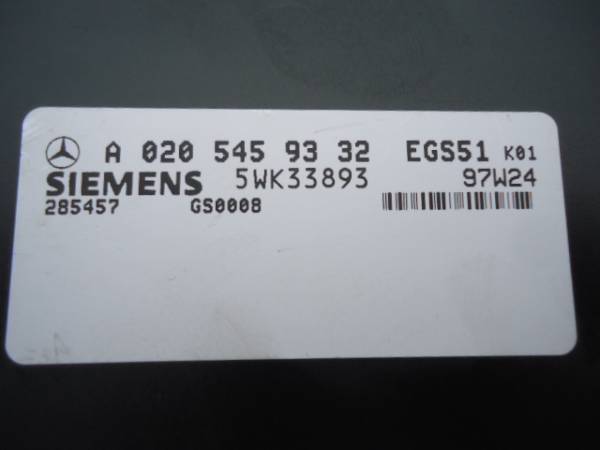 A 020 545 93 32 EGS51 K01
SIEMENS 5WK33893 97W24
285457 GS0008